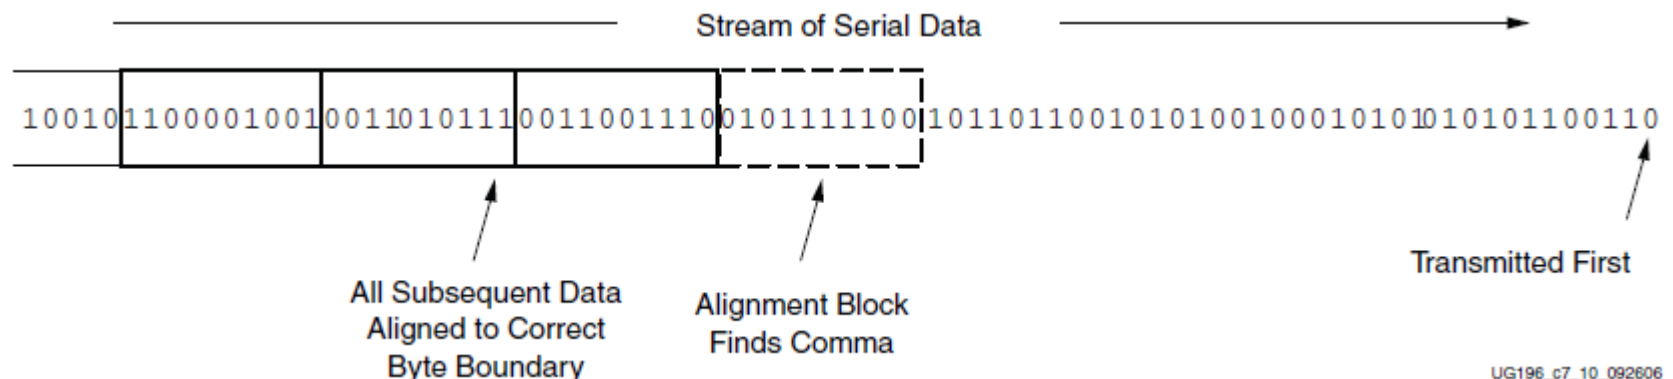 Stream of Serial Data
1001011000010010011010111001100111001011111001011011001010100100010101010101100110
All Subsequent Data
Aligned to Correct
Byte Boundary
Alignment Block
Finds Comma
Transmitted First
UG196_c7_10_092606